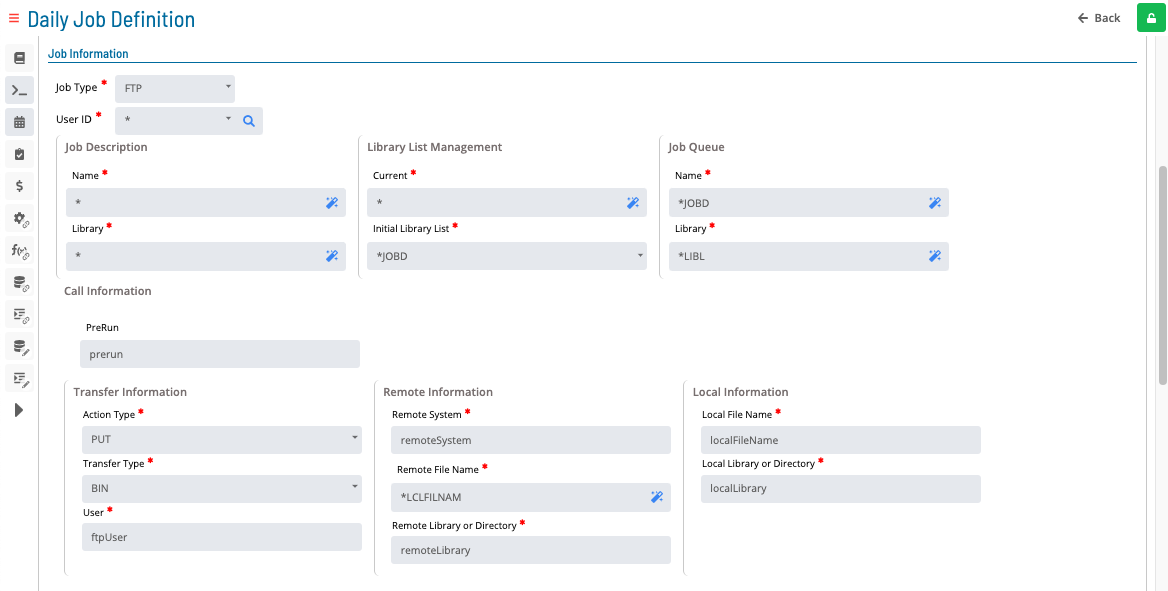 Daily Job Definition
Back
Job Information
Job Type *
FTP
User ID *
*
Job Description
Name *
*
Library *
*
Library List Management
Current *
*
Initial Library List *
*JOBD
Job Queue
Name *
*JOBD
Library *
*LIBL
Call Information
PreRun
prerun
Transfer Information
Action Type *
PUT
Transfer Type *
BIN
User *
ftpUser
Remote Information
Remote System *
remoteSystem
Remote File Name *
*LCLFILNAM
Remote Library or Directory *
remoteLibrary
Local Information
Local File Name *
localFileName
Local Library or Directory *
localLibrary